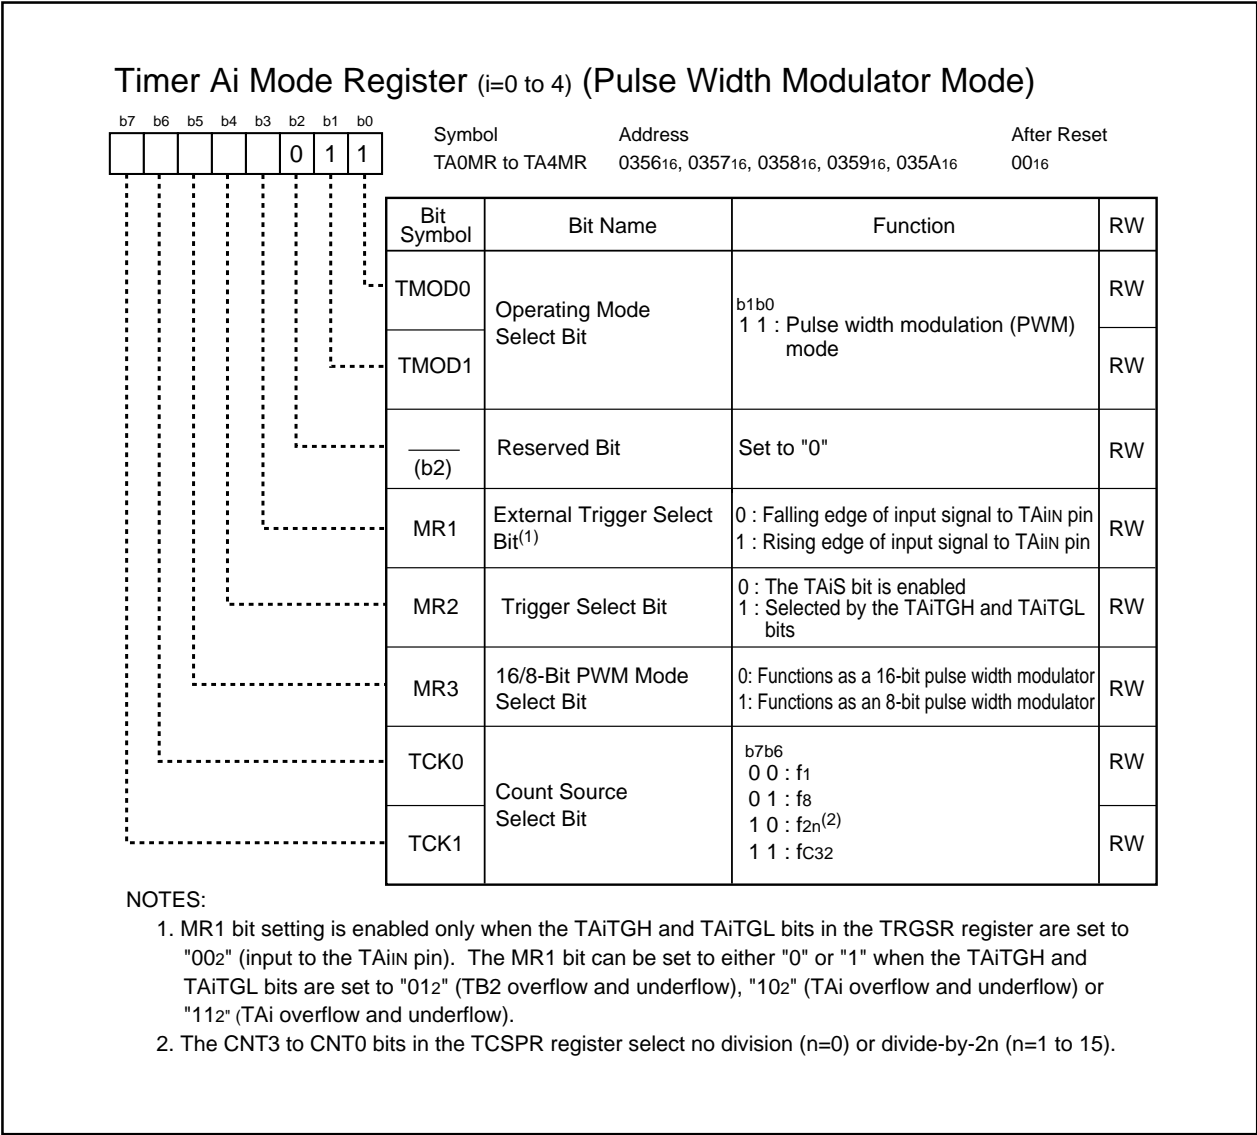 Timer Ai Mode Register (i=0 to 4) (Pulse Width Modulator Mode)
b7 b6 b5 b4 b3 b2 b1 b0
0 1 1
Symbol Address After Reset
TA0MR to TA4MR 035616, 035716, 035816, 035916, 035A16 0016
Bit Symbol Bit Name Function RW
TMOD0 RW
Operating Mode
Select Bit
b1b0
1 1 : Pulse width modulation (PWM)
mode
TMOD1 RW
(b2) Reserved Bit Set to "0" RW
MR1 External Trigger Select
Bit(1)
0 : Falling edge of input signal to TAiIN pin
1 : Rising edge of input signal to TAiIN pin
RW
MR2 Trigger Select Bit
0 : The TAiS bit is enabled
1 : Selected by the TAiTGH and TAiTGL
bits
RW
MR3 16/8-Bit PWM Mode
Select Bit
0: Functions as a 16-bit pulse width modulator
1: Functions as an 8-bit pulse width modulator
RW
TCK0 RW
Count Source
Select Bit
b7b6
0 0 : f1
0 1 : f8
1 0 : f2n(2)
1 1 : fC32
TCK1 RW
NOTES:
1. MR1 bit setting is enabled only when the TAiTGH and TAiTGL bits in the TRGSR register are set to
"002" (input to the TAiIN pin). The MR1 bit can be set to either "0" or "1" when the TAiTGH and
TAiTGL bits are set to "012" (TB2 overflow and underflow), "102" (TAi overflow and underflow) or
"112" (TAi overflow and underflow).
2. The CNT3 to CNT0 bits in the TCSPR register select no division (n=0) or divide-by-2n (n=1 to 15).